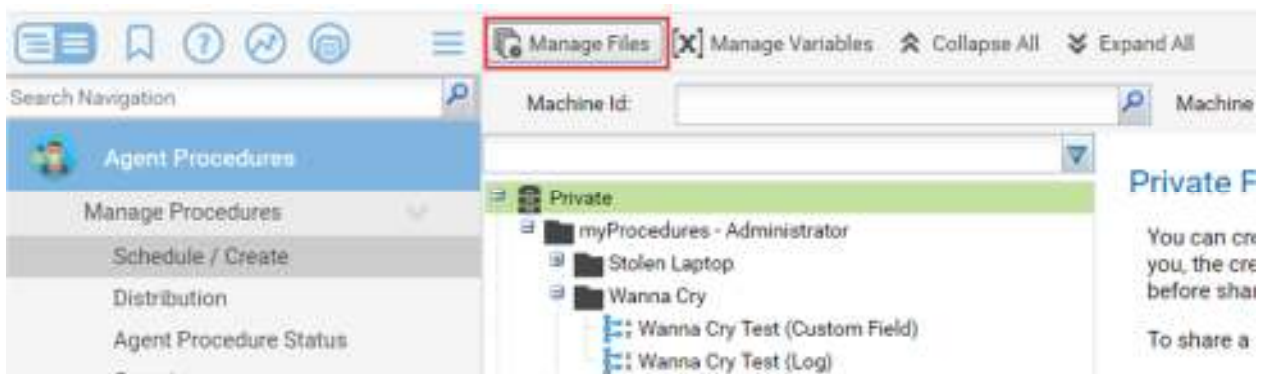 Manage Files [X] Manage Variables Collapse All Expand All
Search Navigation
Machine Id: Machine
Agent Procedures
Private
Private F
Manage Procedures
myProcedures - Administrator
You can cre
Schedule / Create
Stolen Laptop
you, the cre
Distribution
Wanna Cry
before shar
Agent Procedure Status
Wanna Cry Test (Custom Field)
To share a
Wanna Cry Test (Log)